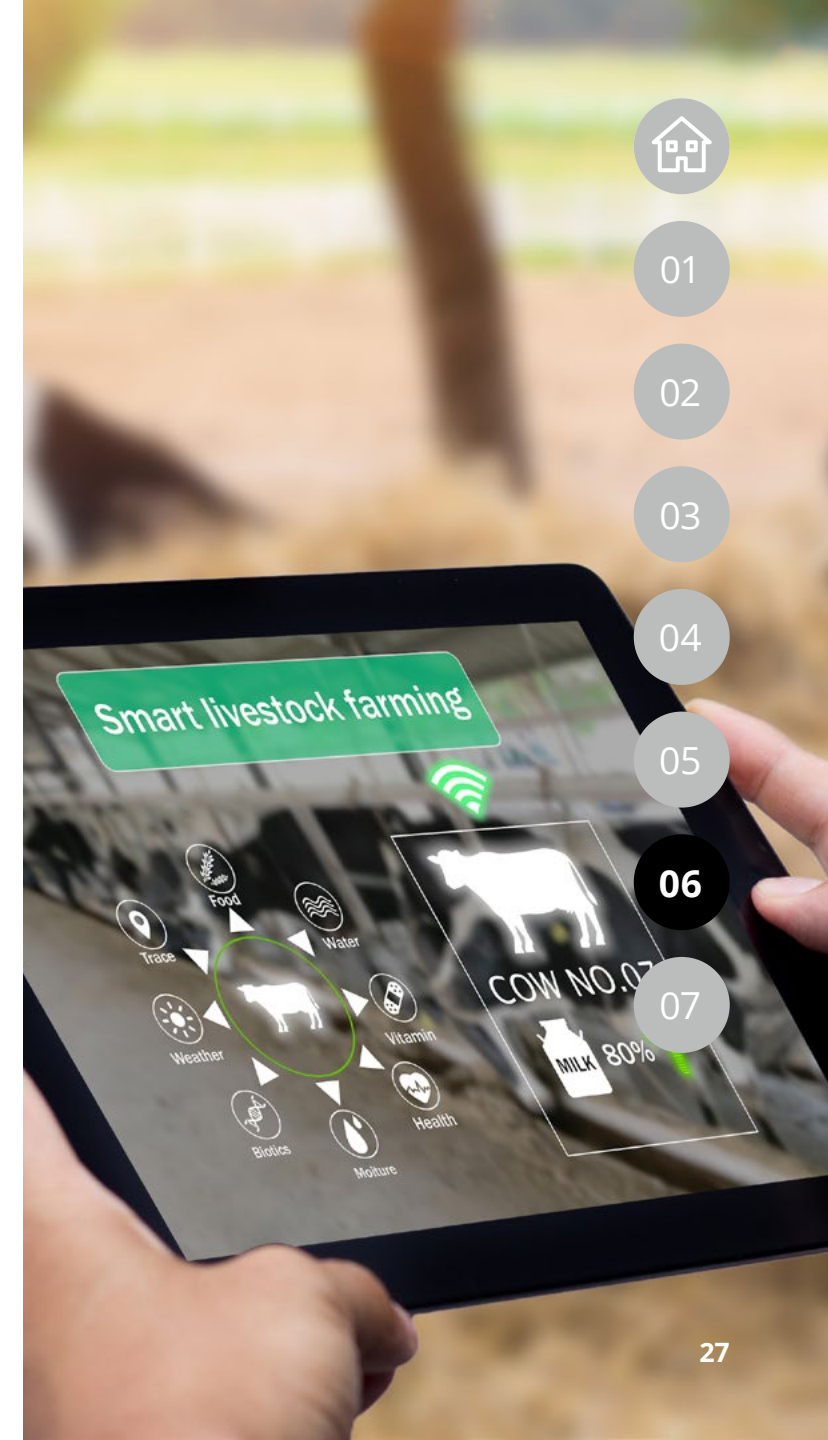 01
02
03
04
05
06
07
Smart livestock farming
Food
Water
Trace
Vitamin
Weather
Health
Biotics
Moiture
COW NO.07
MILK
80%
27